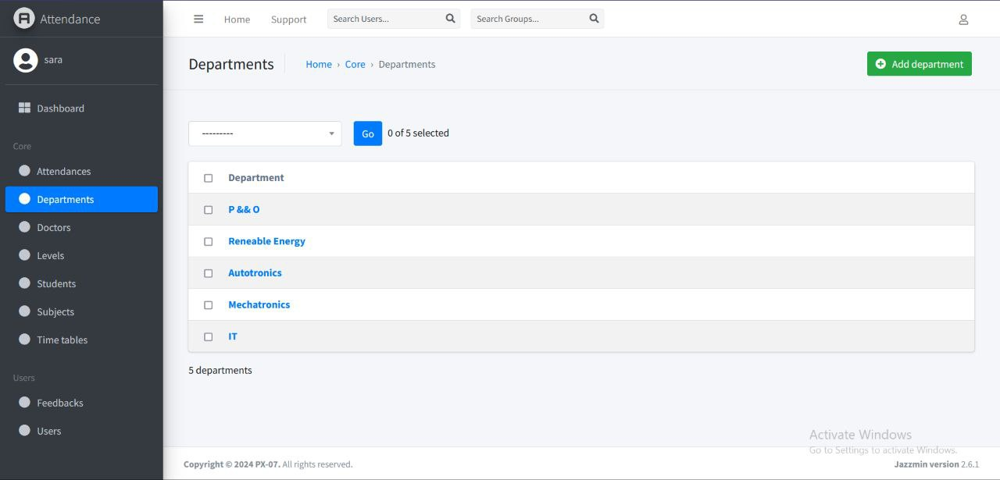 Attendance
Home Support Search Users... Search Groups...
sara
Departments Home › Core › Departments Add department
Dashboard
Core
Attendances
Departments
Doctors
Levels
Students
Subjects
Time tables
Users
Feedbacks
Users
--------- Go 0 of 5 selected
Department
P && O
Reneable Energy
Autotronics
Mechatronics
IT
5 departments
Activate Windows
Go to Settings to activate Windows.
Copyright © 2024 PX-07. All rights reserved. Jazzmin version 2.6.1